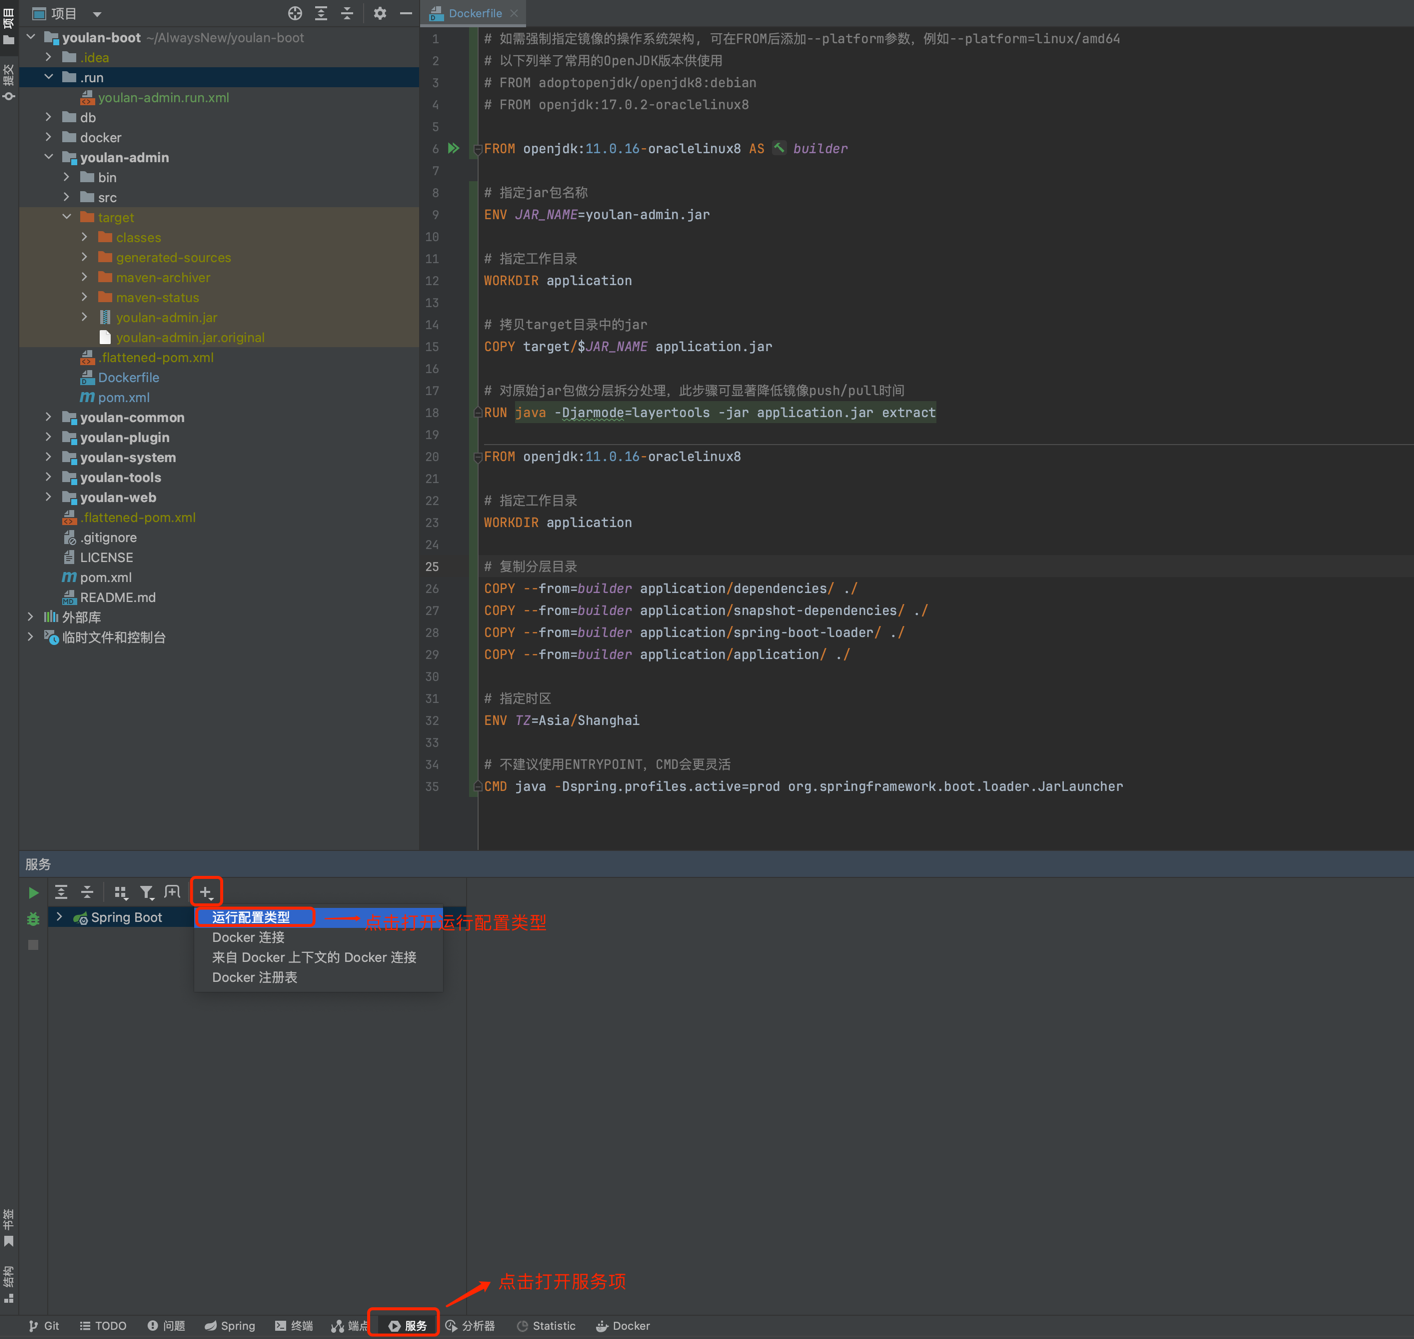 项目
Dockerfile
项目
提交
youlan-boot ~/AlwaysNew/youlan-boot
.idea
.run
youlan-admin.run.xml
db
docker
youlan-admin
bin
src
target
classes
generated-sources
maven-archiver
maven-status
youlan-admin.jar
youlan-admin.jar.original
.flattened-pom.xml
Dockerfile
pom.xml
youlan-common
youlan-plugin
youlan-system
youlan-tools
youlan-web
.flattened-pom.xml
.gitignore
LICENSE
pom.xml
README.md
外部库
临时文件和控制台
1 # 如需强制指定镜像的操作系统架构，可在FROM后添加--platform参数，例如--platform=linux/amd64
2 # 以下列举了常用的OpenJDK版本供使用
3 # FROM adoptopenjdk/openjdk8:debian
4 # FROM openjdk:17.0.2-oraclelinux8
5
6 FROM openjdk:11.0.16-oraclelinux8 AS builder
7
8 # 指定jar包名称
9 ENV JAR_NAME=youlan-admin.jar
10
11 # 指定工作目录
12 WORKDIR application
13
14 # 拷贝target目录中的jar
15 COPY target/$JAR_NAME application.jar
16
17 # 对原始jar包做分层拆分处理，此步骤可显著降低镜像push/pull时间
18 RUN java -Djarmode=layertools -jar application.jar extract
19
20 FROM openjdk:11.0.16-oraclelinux8
21
22 # 指定工作目录
23 WORKDIR application
24
25 # 复制分层目录
26 COPY --from=builder application/dependencies/ ./
27 COPY --from=builder application/snapshot-dependencies/ ./
28 COPY --from=builder application/spring-boot-loader/ ./
29 COPY --from=builder application/application/ ./
30
31 # 指定时区
32 ENV TZ=Asia/Shanghai
33
34 # 不建议使用ENTRYPOINT，CMD会更灵活
35 CMD java -Dspring.profiles.active=prod org.springframework.boot.loader.JarLauncher
服务
Spring Boot
运行配置类型
点击打开运行配置类型
Docker 连接
来自 Docker 上下文的 Docker 连接
Docker 注册表
书签
结构
点击打开服务项
Git TODO 问题 Spring 终端 端点 服务 分析器 Statistic Docker